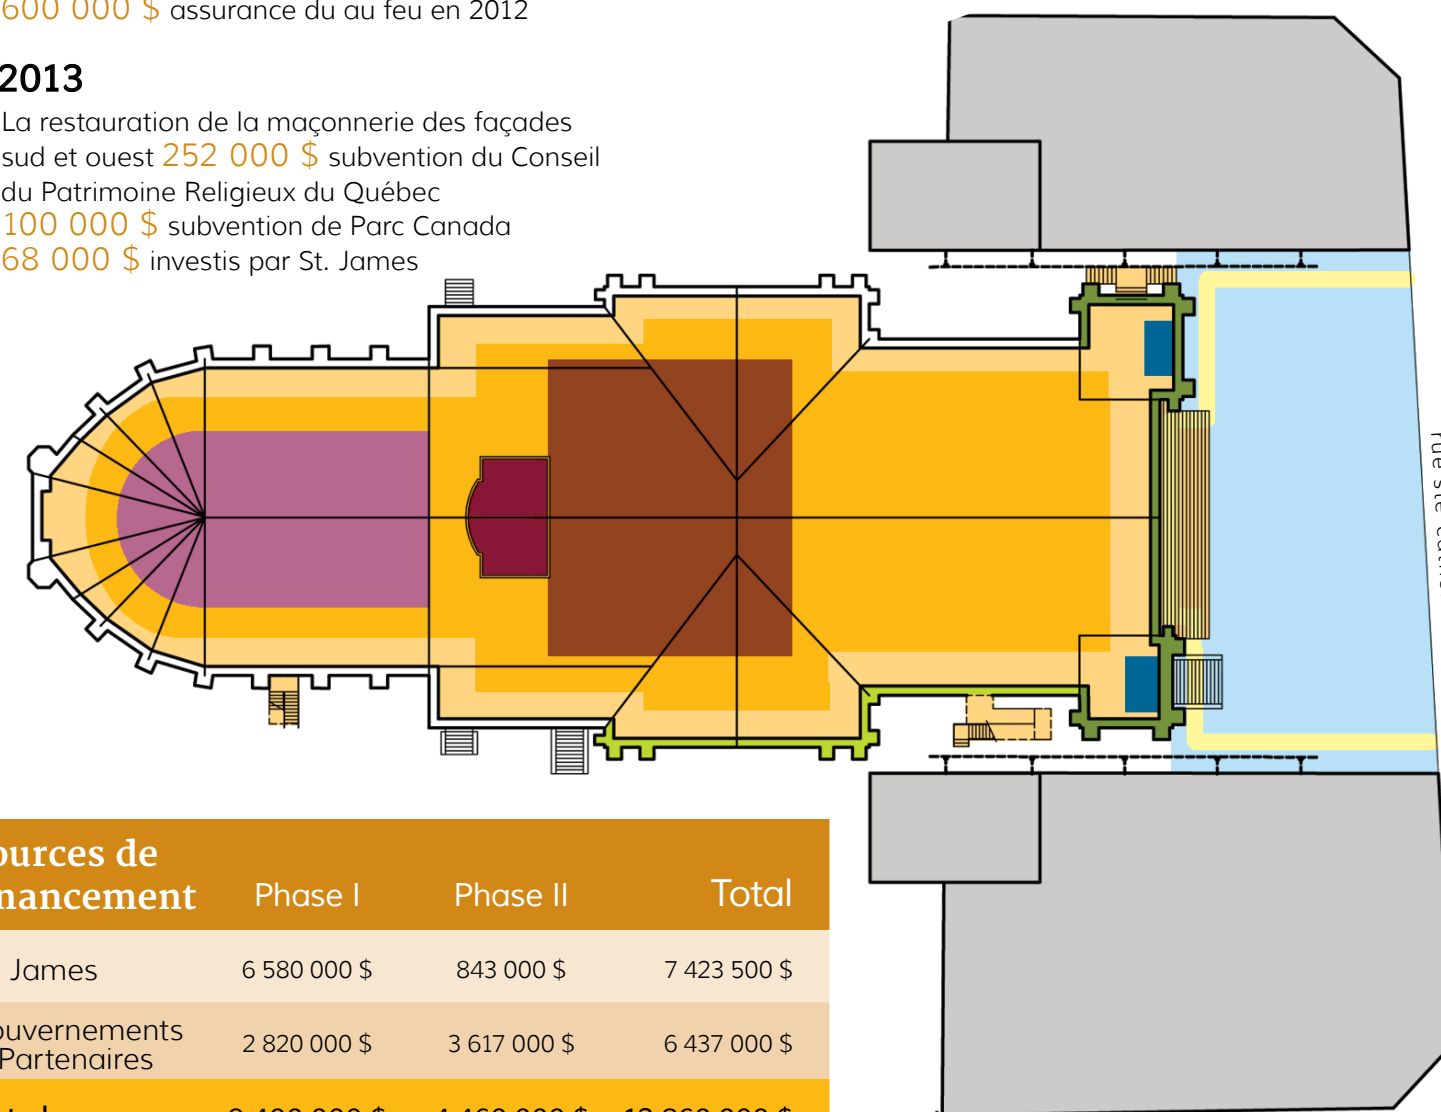 600 000 $ assurance du au feu en 2012
2013
La restauration de la maçonnerie des façades
sud et ouest 252 000 $ subvention du Conseil
du Patrimoine Religieux du Québec
100 000 $ subvention de Parc Canada
68 000 $ investis par St. James
rue ste-cathe
ources de
nancement Phase I Phase II Total
James 6 580 000 $ 843 000 $ 7 423 500 $
ouvernements
Partenaires 2 820 000 $ 3 617 000 $ 6 437 000 $